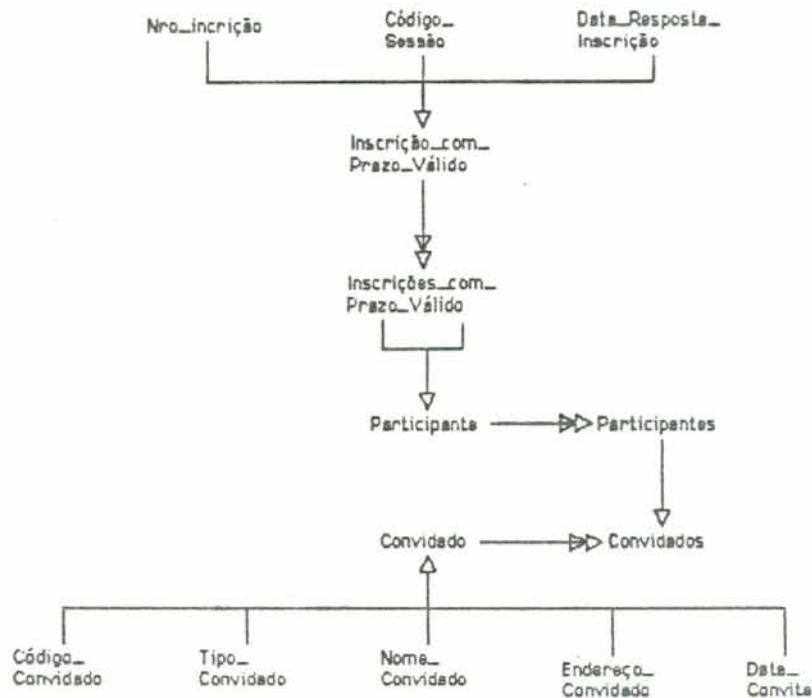 Nro_incrição
Código_
Sessão
Data_Resposta_
Inscrição
Inscrição_com_
Prazo_Válido
Inscrições_com_
Prazo_Válido
Participante
Participantes
Convidado
Convidados
Código_
Convidado
Tipo_
Convidado
Nome_
Convidado
Endereço_
Convidado
Data_
Convite